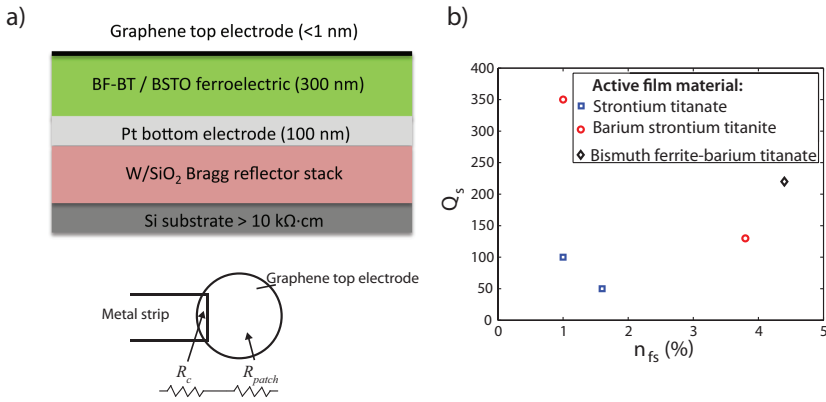 a)
Graphene top electrode (<1 nm)
BF-BT / BSTO ferroelectric (300 nm)
Pt bottom electrode (100 nm)
W/SiO2 Bragg reflector stack
Si substrate > 10 kΩ·cm
Graphene top electrode
Metal strip
Rc
Rpatch
b)
400
350
300
250
200
150
100
50
0
Qs
Active film material:
Strontium titanate
Barium strontium titanite
Bismuth ferrite-barium titanate
0 1 2 3 4 5
nfs (%)